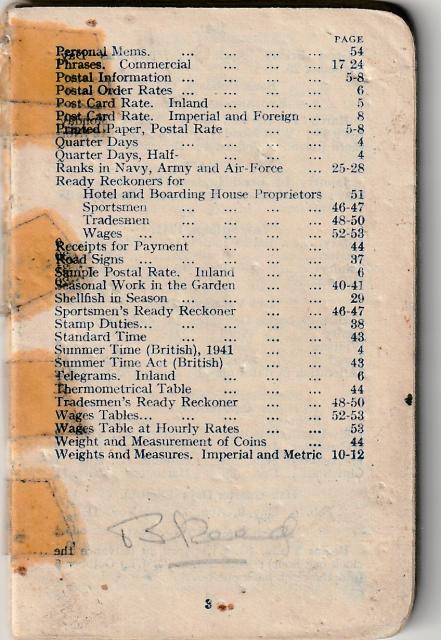 PAGE
Personal Mems. ... ... ... ... 54
Phrases. Commercial ... ... ... 17-24
Postal Information ... ... ... ... 5-8
Postal Order Rates ... ... ... ... 6
Post Card Rate. Inland ... ... ... 5
Post Card Rate. Imperial and Foreign ... 8
Printed Paper, Postal Rate ... ... 5-8
Quarter Days ... ... ... ... 4
Quarter Days, Half- ... ... ... 4
Ranks in Navy, Army and Air-Force ... 25-28
Ready Reckoners for
Hotel and Boarding House Proprietors 51
Sportsmen ... ... ... ... 46-47
Tradesmen ... ... ... ... 48-50
Wages ... ... ... ... 52-53
Receipts for Payment ... ... ... 44
Road Signs ... ... ... ... 37
Sample Postal Rate. Inland ... ... 6
Seasonal Work in the Garden ... ... 40-41
Shellfish in Season ... ... ... ... 29
Sportsmen's Ready Reckoner ... ... 46-47
Stamp Duties... ... ... ... ... 38
Standard Time ... ... ... ... 43
Summer Time (British), 1941 ... ... 4
Summer Time Act (British) ... ... 43
Telegrams. Inland ... ... ... 6
Thermometrical Table ... ... ... 44
Tradesmen's Ready Reckoner ... ... 48-50
Wages Tables... ... ... ... ... 52-53
Wages Table at Hourly Rates ... ... 53
Weight and Measurement of Coins ... 44
Weights and Measures. Imperial and Metric 10-12
3